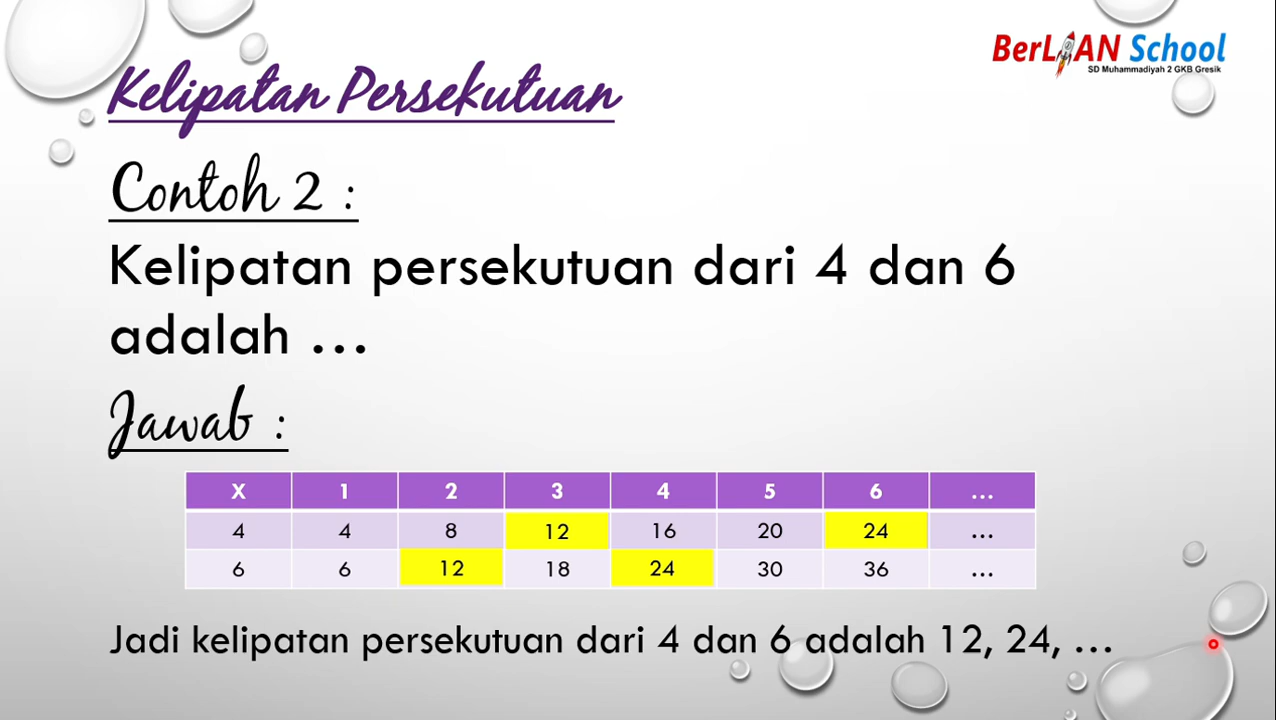 BerLIAN School
SD Muhammadiyah 2 GKB Gresik
Kelipatan Persekutuan
Contoh 2 :
Kelipatan persekutuan dari 4 dan 6
adalah ...
Jawab :
X 1 2 3 4 5 6 ...
4 4 8 12 16 20 24 ...
6 6 12 18 24 30 36 ...
Jadi kelipatan persekutuan dari 4 dan 6 adalah 12, 24, ...